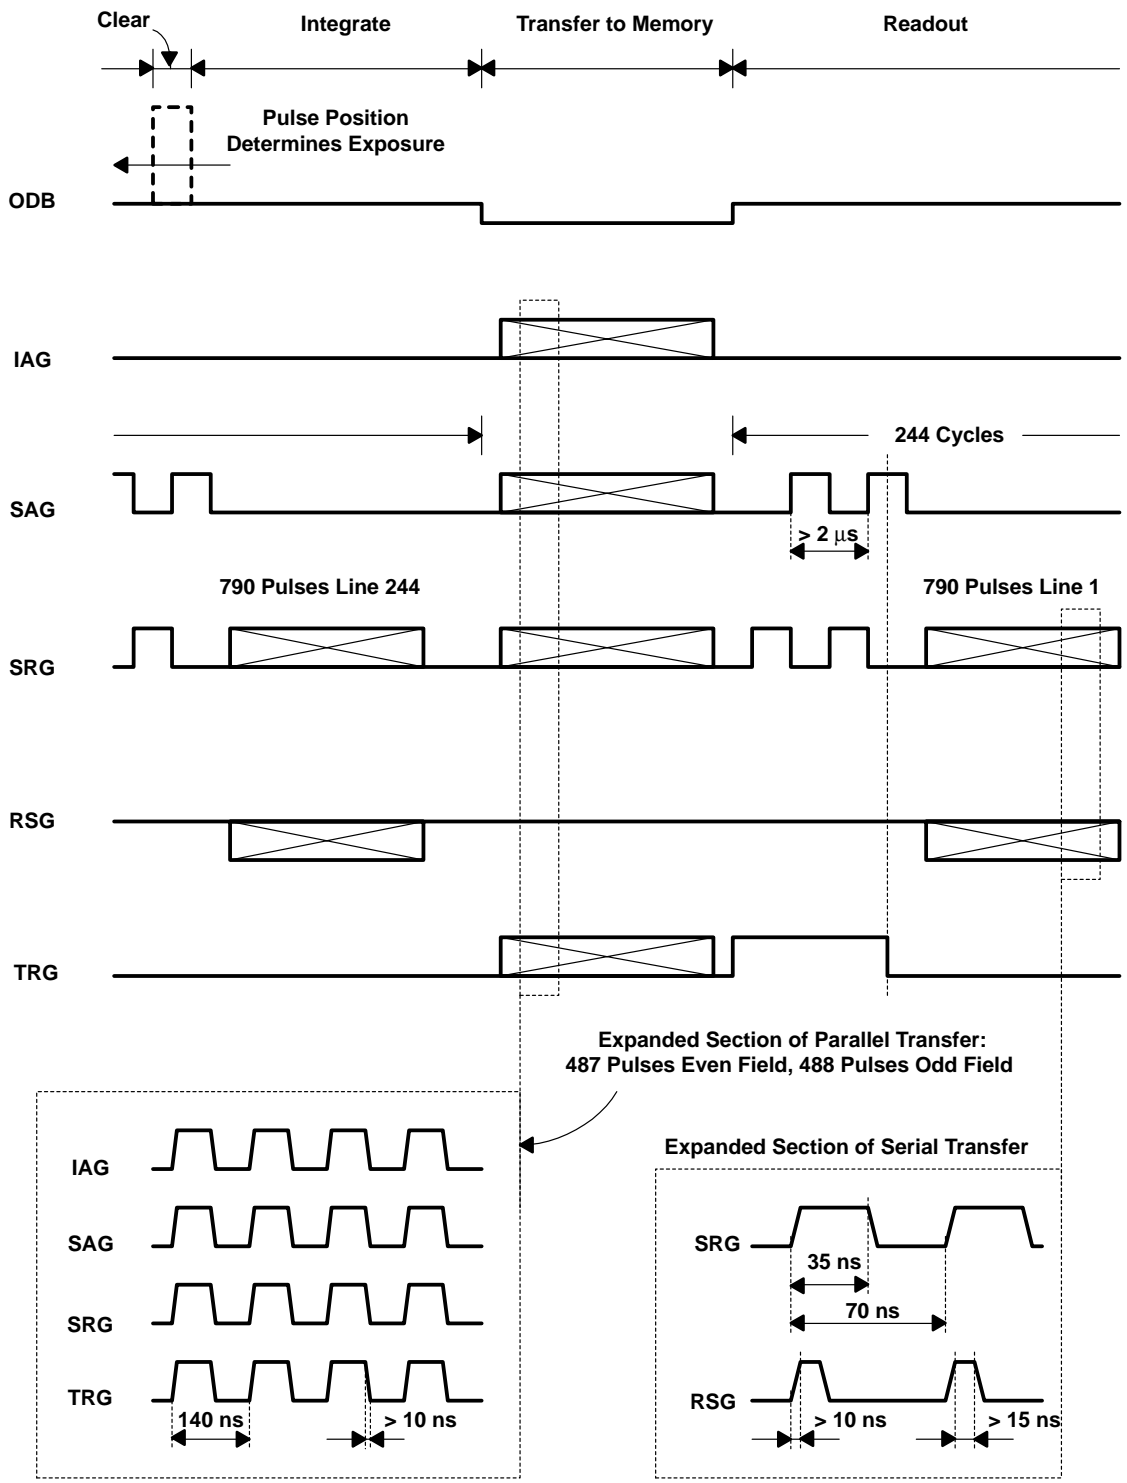 Clear
Integrate
Transfer to Memory
Readout
Pulse Position
Determines Exposure
ODB
IAG
244 Cycles
SAG
> 2 μs
790 Pulses Line 244
790 Pulses Line 1
SRG
RSG
TRG
Expanded Section of Parallel Transfer:
487 Pulses Even Field, 488 Pulses Odd Field
IAG
SAG
SRG
TRG
140 ns
> 10 ns
Expanded Section of Serial Transfer
SRG
35 ns
70 ns
RSG
> 10 ns
> 15 ns